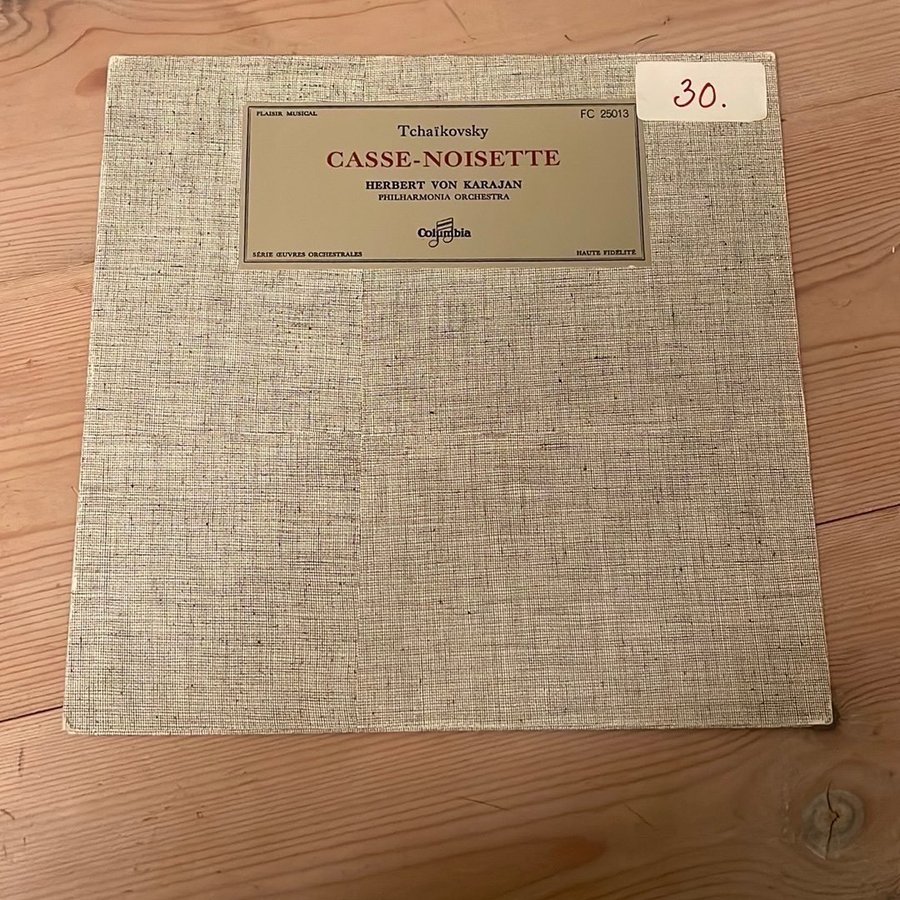 PLAISIR MUSICAL
FC 25013
30.
Tchaïkovsky
CASSE-NOISETTE
HERBERT VON KARAJAN
PHILHARMONIA ORCHESTRA
Columbia
SÉRIE ŒUVRES ORCHESTRALES
HAUTE FIDÉLITÉ